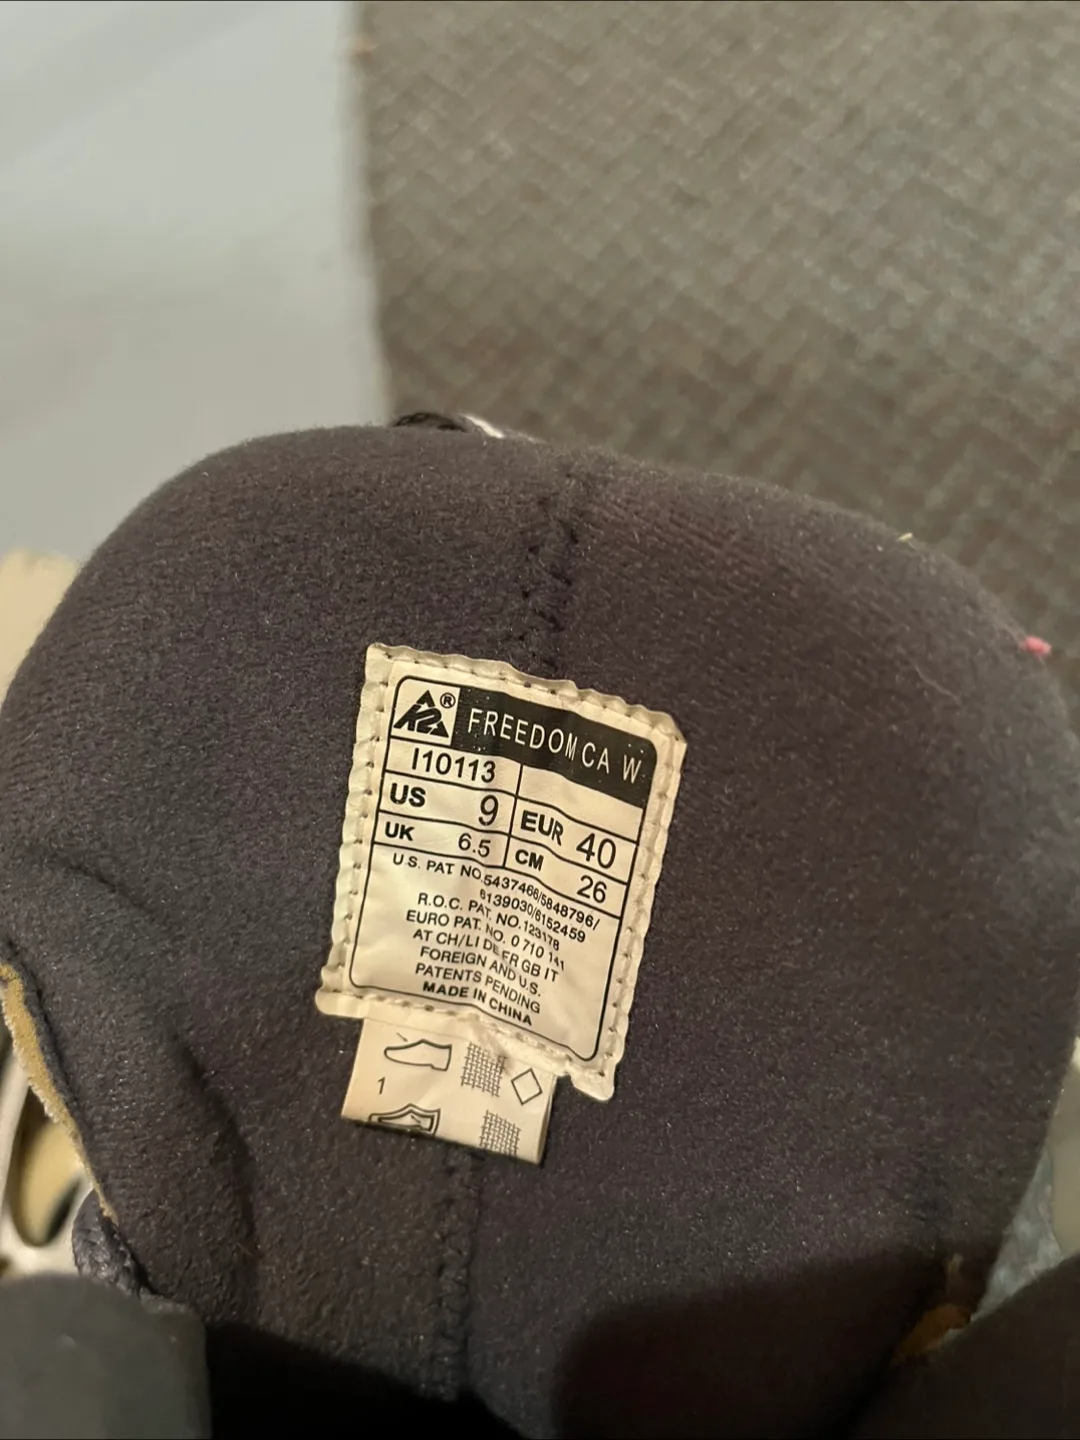 K2® FREEDOM CA W
I10113
US 9 EUR 40
UK 6.5 CM 26
U.S. PAT NO.5437466/5848796/
6139030/6152459
R.O.C. PAT. NO.123178
EURO PAT. NO. 0 710 141
AT CH/LI DE FR GB IT
FOREIGN AND U.S.
PATENTS PENDING
MADE IN CHINA
1